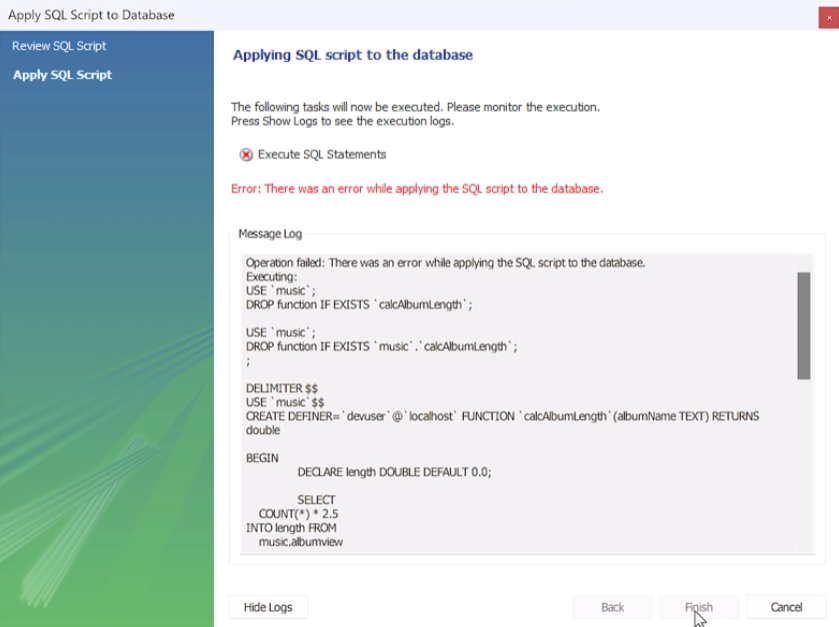 Apply SQL Script to Database
Review SQL Script
Apply SQL Script
Applying SQL script to the database
The following tasks will now be executed. Please monitor the execution.
Press Show Logs to see the execution logs.
Execute SQL Statements
Error: There was an error while applying the SQL script to the database.
Message Log
Operation failed: There was an error while applying the SQL script to the database.
Executing:
USE `music`;
DROP function IF EXISTS `calcAlbumLength`;
USE `music`;
DROP function IF EXISTS `music`.`calcAlbumLength`;
;
DELIMITER $$
USE `music`$$
CREATE DEFINER=`devuser`@`localhost` FUNCTION `calcAlbumLength`(albumName TEXT) RETURNS
double
BEGIN
DECLARE length DOUBLE DEFAULT 0.0;
SELECT
COUNT(*) * 2.5
INTO length FROM
music.albumview
Hide Logs
Back
Finish
Cancel